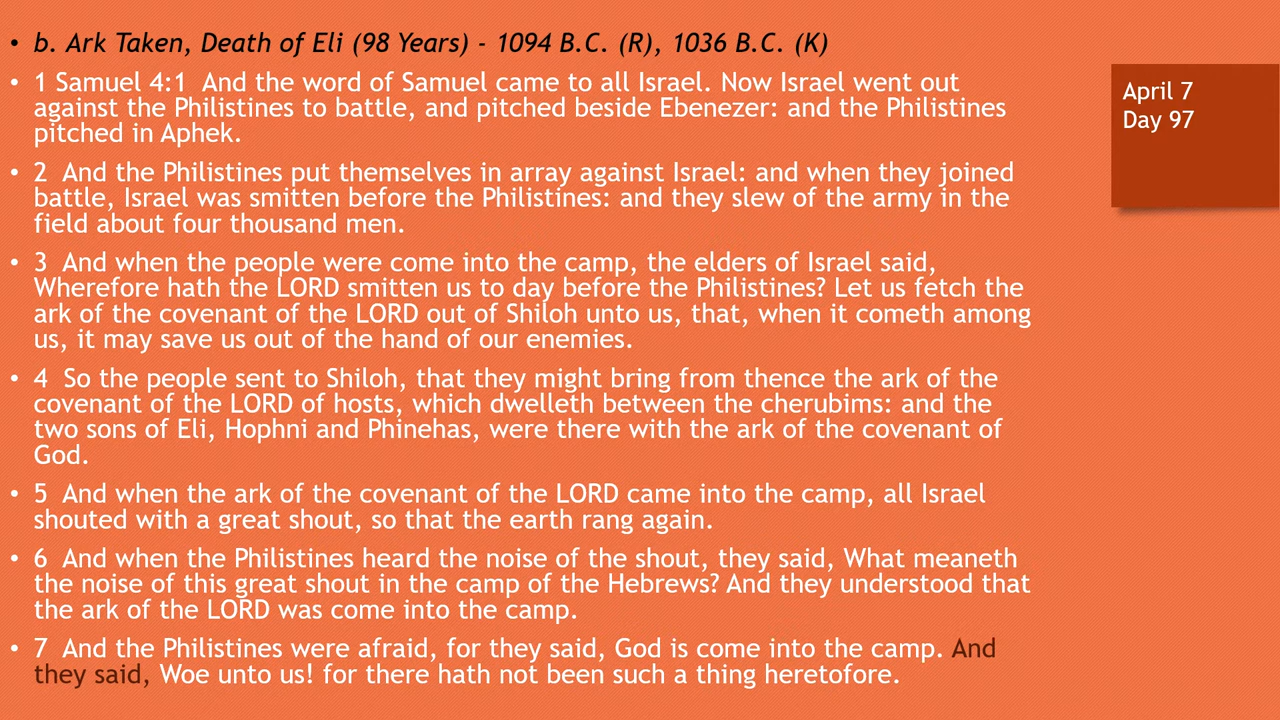 • b. Ark Taken, Death of Eli (98 Years) - 1094 B.C. (R), 1036 B.C. (K)
• 1 Samuel 4:1  And the word of Samuel came to all Israel. Now Israel went out
against the Philistines to battle, and pitched beside Ebenezer: and the Philistines
pitched in Aphek.
• 2  And the Philistines put themselves in array against Israel: and when they joined
battle, Israel was smitten before the Philistines: and they slew of the army in the
field about four thousand men.
• 3  And when the people were come into the camp, the elders of Israel said,
Wherefore hath the LORD smitten us to day before the Philistines? Let us fetch the
ark of the covenant of the LORD out of Shiloh unto us, that, when it cometh among
us, it may save us out of the hand of our enemies.
• 4  So the people sent to Shiloh, that they might bring from thence the ark of the
covenant of the LORD of hosts, which dwelleth between the cherubims: and the
two sons of Eli, Hophni and Phinehas, were there with the ark of the covenant of
God.
• 5  And when the ark of the covenant of the LORD came into the camp, all Israel
shouted with a great shout, so that the earth rang again.
• 6  And when the Philistines heard the noise of the shout, they said, What meaneth
the noise of this great shout in the camp of the Hebrews? And they understood that
the ark of the LORD was come into the camp.
• 7  And the Philistines were afraid, for they said, God is come into the camp. And
they said, Woe unto us! for there hath not been such a thing heretofore.
April 7
Day 97